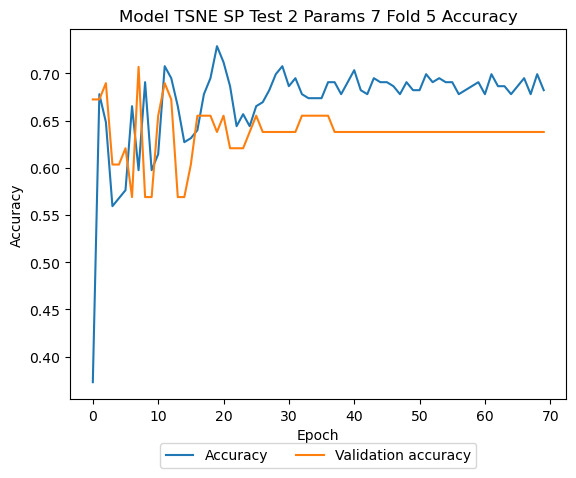 Model TSNE SP Test 2 Params 7 Fold 5 Accuracy
0.70
0.65
0.60
0.55
0.50
0.45
0.40
Accuracy
0 10 20 30 40 50 60 70
Epoch
Accuracy Validation accuracy